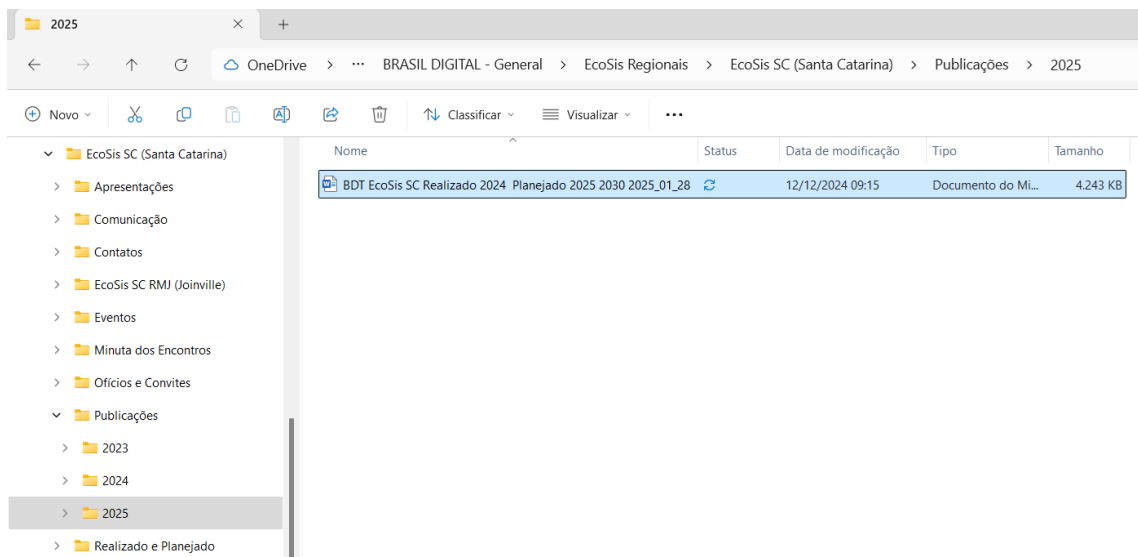 2025
OneDrive > ... BRASIL DIGITAL - General > EcoSis Regionais > EcoSis SC (Santa Catarina) > Publicações > 2025
Novo Classificar Visualizar ...
EcoSis SC (Santa Catarina)
Apresentações
Comunicação
Contatos
EcoSis SC RMJ (Joinville)
Eventos
Minuta dos Encontros
Ofícios e Convites
Publicações
2023
2024
2025
Realizado e Planejado
Nome Status Data de modificação Tipo Tamanho
BDT EcoSis SC Realizado 2024  Planejado 2025 2030 2025_01_28 12/12/2024 09:15 Documento do Mi... 4.243 KB